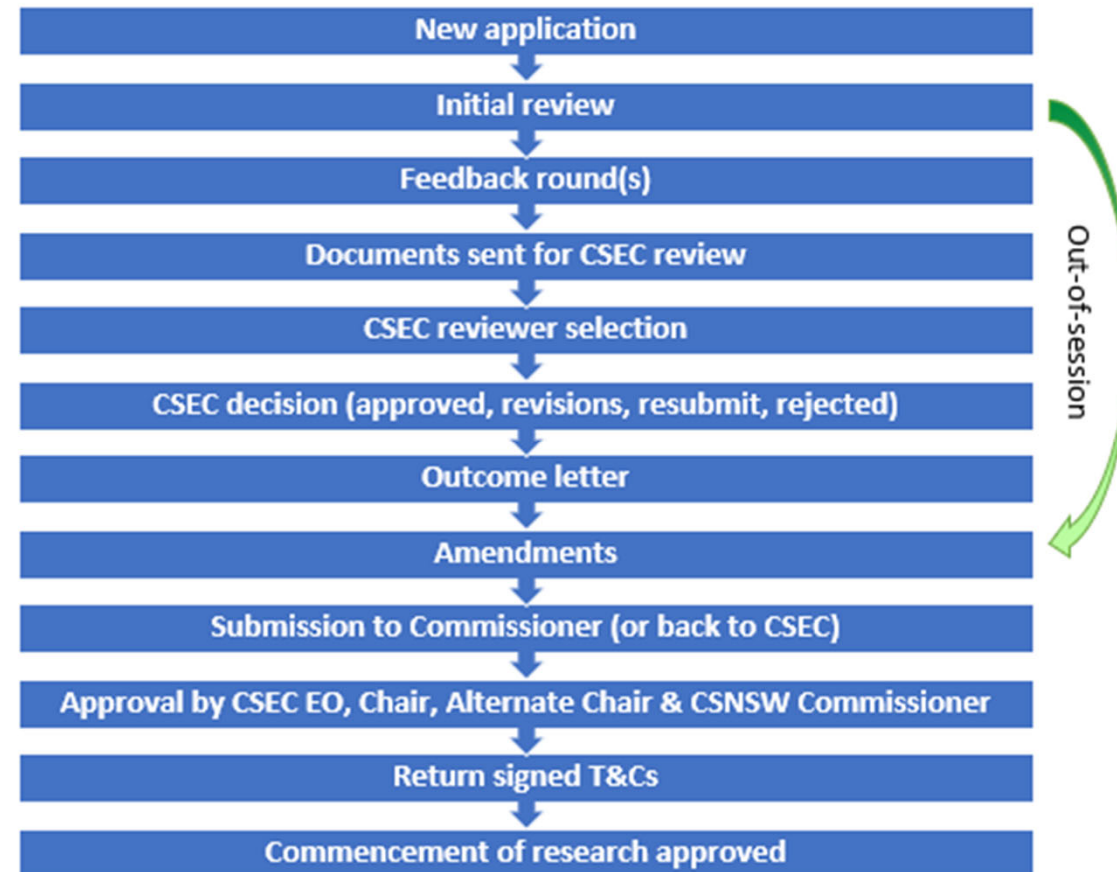 New application
Initial review
Feedback round(s)
Documents sent for CSEC review
CSEC reviewer selection
CSEC decision (approved, revisions, resubmit, rejected)
Outcome letter
Amendments
Submission to Commissioner (or back to CSEC)
Approval by CSEC EO, Chair, Alternate Chair & CSNSW Commissioner
Return signed T&Cs
Commencement of research approved
Out-of-session